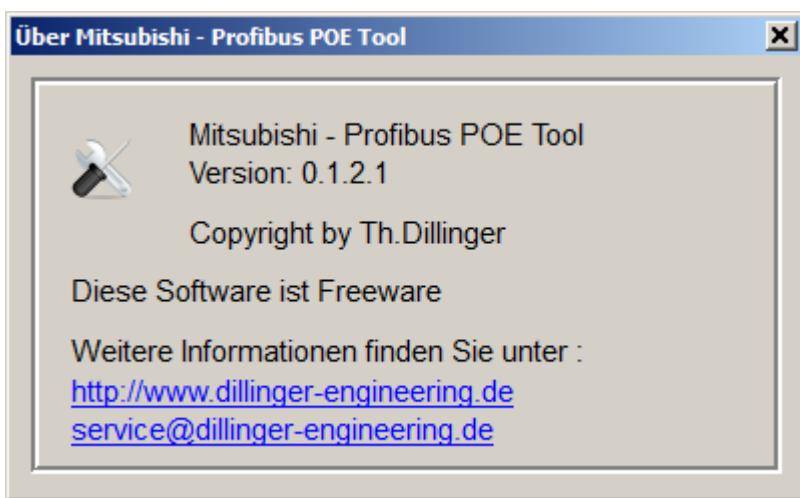 Über Mitsubishi - Profibus POE Tool
Mitsubishi - Profibus POE Tool
Version: 0.1.2.1
Copyright by Th.Dillinger
Diese Software ist Freeware
Weitere Informationen finden Sie unter :
http://www.dillinger-engineering.de
service@dillinger-engineering.de